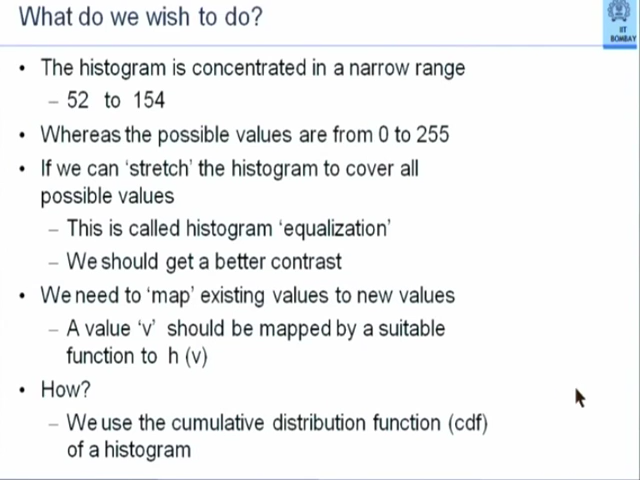 What do we wish to do?
IIT
BOMBAY
• The histogram is concentrated in a narrow range
– 52 to 154
• Whereas the possible values are from 0 to 255
• If we can ‘stretch’ the histogram to cover all
possible values
– This is called histogram ‘equalization’
– We should get a better contrast
• We need to ‘map’ existing values to new values
– A value ‘v’ should be mapped by a suitable
function to h (v)
• How?
– We use the cumulative distribution function (cdf)
of a histogram